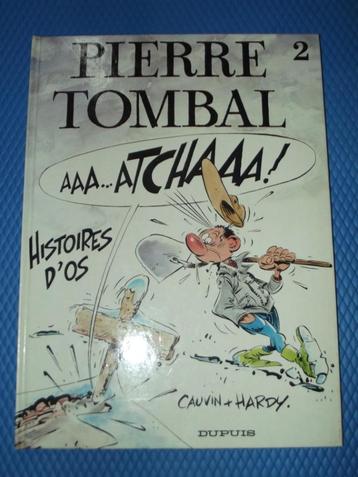 PIERRE 2
TOMBAL
AAA...ATCHAAA!
HISTOIRES
D'OS
CAUVIN + HARDY.
DUPUIS